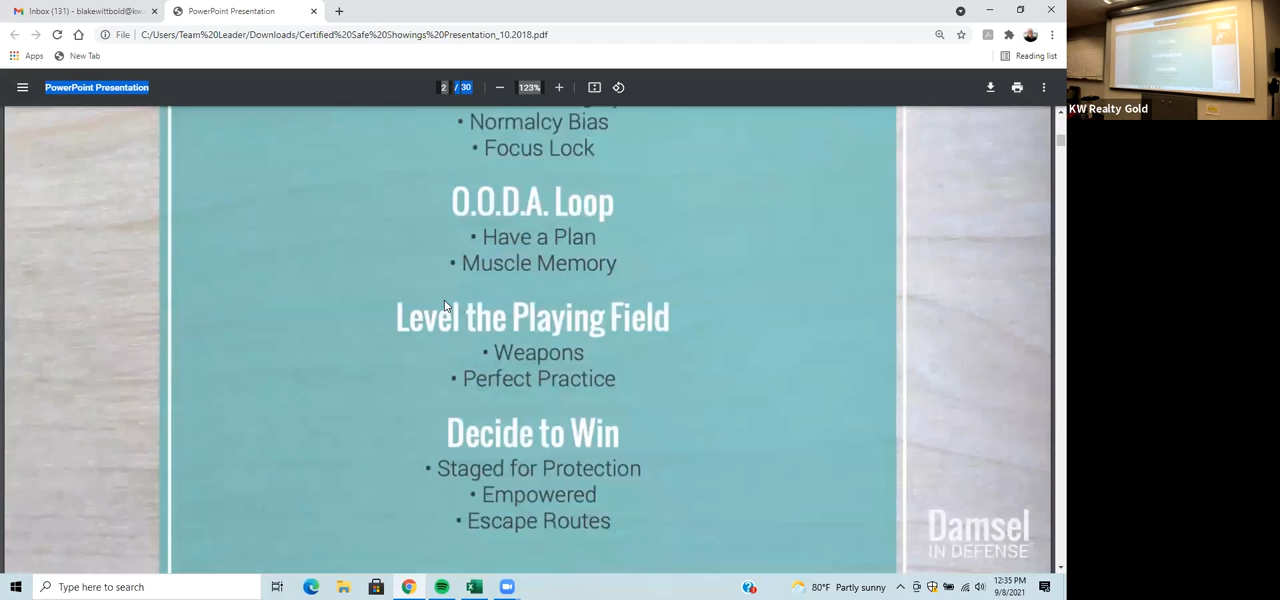 Inbox (131) - blakewittbold@kw
PowerPoint Presentation
File
C:/Users/Team%20Leader/Downloads/Certified%20Safe%20Showings%20Presentation_10.2018.pdf
Apps
New Tab
Reading list
PowerPoint Presentation
2 / 30
123%
KW Realty Gold
• Normalcy Bias
• Focus Lock
O.O.D.A. Loop
• Have a Plan
• Muscle Memory
Level the Playing Field
• Weapons
• Perfect Practice
Decide to Win
• Staged for Protection
• Empowered
• Escape Routes
Damsel
IN DEFENSE
Type here to search
80°F Partly sunny
12:35 PM
9/8/2021